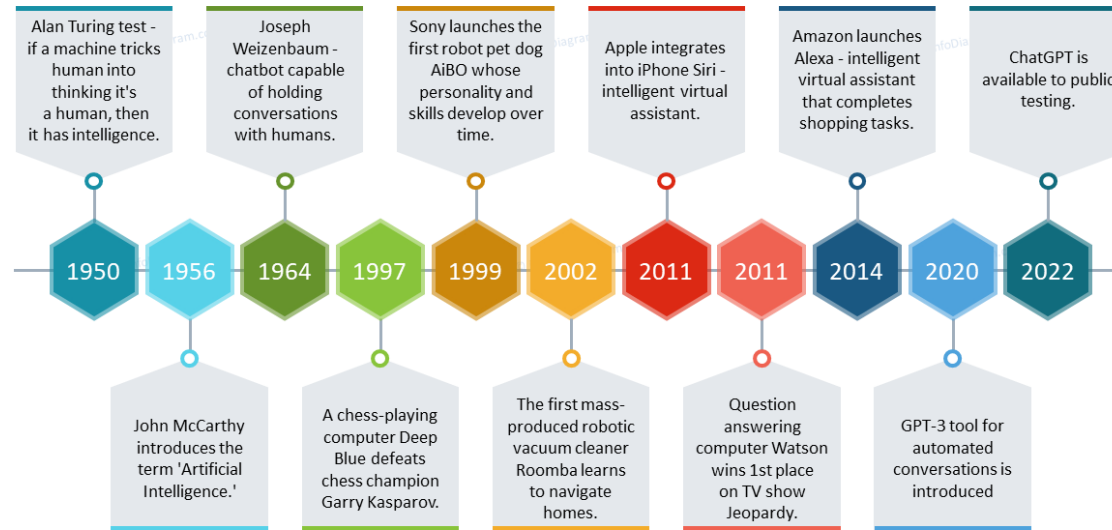 Alan Turing test -
if a machine tricks
human into
thinking it's
a human, then
it has intelligence.
Joseph
Weizenbaum -
chatbot capable
of holding
conversations
with humans.
Sony launches the
first robot pet dog
AiBO whose
personality and
skills develop over
time.
Apple integrates
into iPhone Siri -
intelligent virtual
assistant.
Amazon launches
Alexa - intelligent
virtual assistant
that completes
shopping tasks.
ChatGPT is
available to public
testing.
1950
1956
1964
1997
1999
2002
2011
2011
2014
2020
2022
John McCarthy
introduces the
term 'Artificial
Intelligence.'
A chess-playing
computer Deep
Blue defeats
chess champion
Garry Kasparov.
The first mass-
produced robotic
vacuum cleaner
Roomba learns
to navigate
homes.
Question
answering
computer Watson
wins 1st place
on TV show
Jeopardy.
GPT-3 tool for
automated
conversations is
introduced